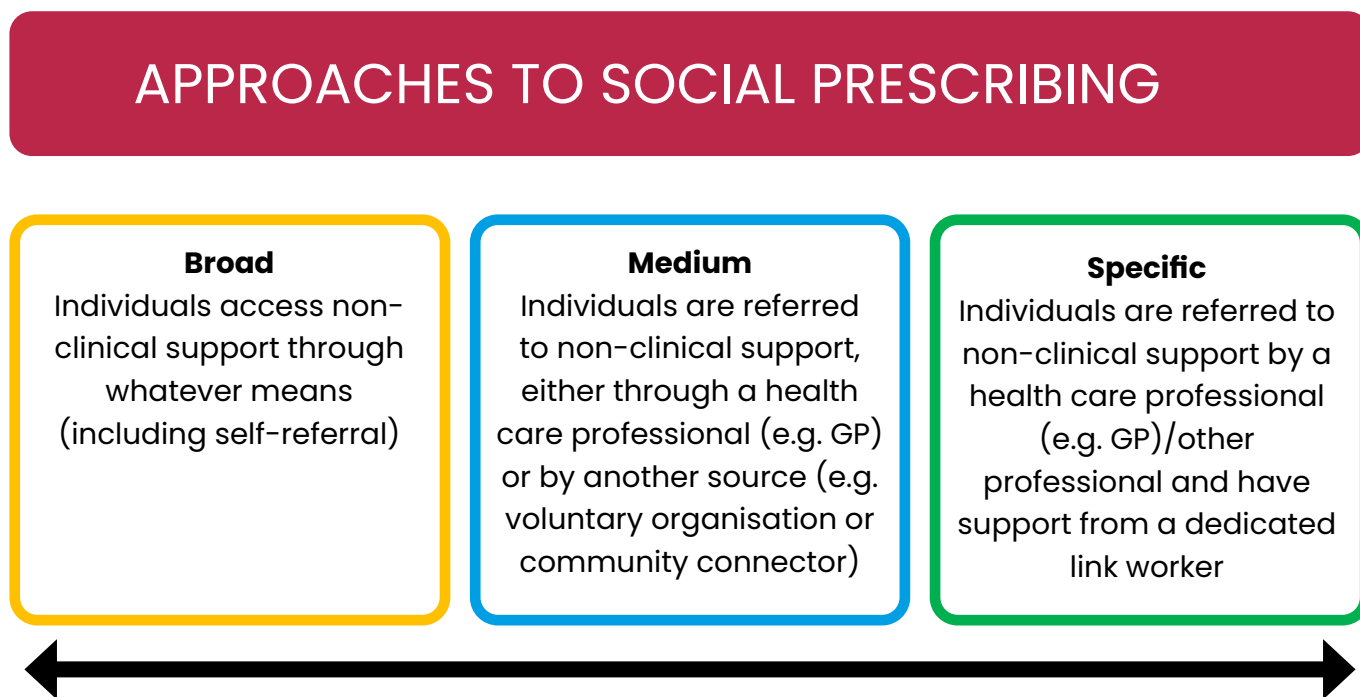 APPROACHES TO SOCIAL PRESCRIBING
Broad
Individuals access non-
clinical support through
whatever means
(including self-referral)
Medium
Individuals are referred
to non-clinical support,
either through a health
care professional (e.g. GP)
or by another source (e.g.
voluntary organisation or
community connector)
Specific
Individuals are referred to
non-clinical support by a
health care professional
(e.g. GP)/other
professional and have
support from a dedicated
link worker